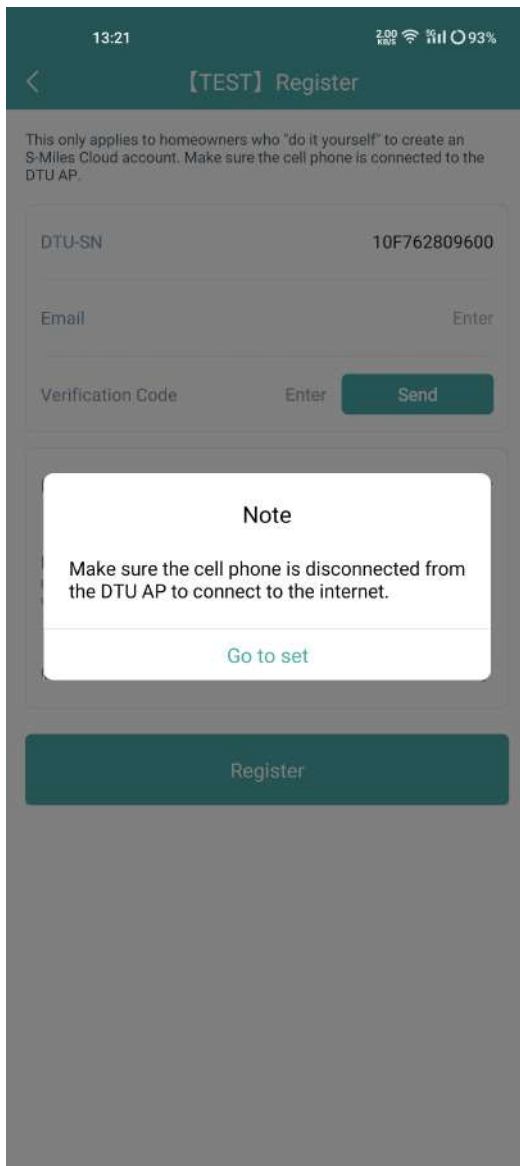 13:21
2.00 KB/S 5G 93%
【TEST】Register
This only applies to homeowners who "do it yourself" to create an
S-Miles Cloud account. Make sure the cell phone is connected to the
DTU AP.
DTU-SN 10F762809600
Email Enter
Verification Code Enter Send
Note
Make sure the cell phone is disconnected from
the DTU AP to connect to the internet.
Go to set
Register